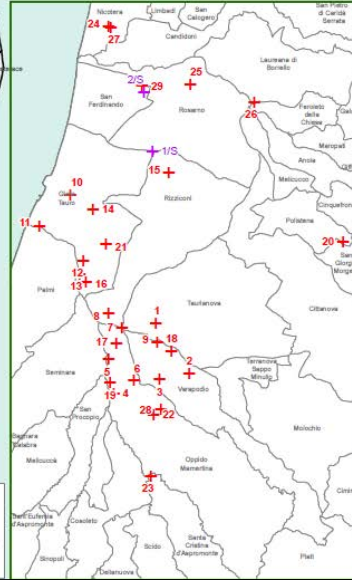 Nicotera
Limbadi
San
Calogero
San Pietro
di Caridà
Serrata
24
27
Candidoni
Laureana di
Borrello
2/S
29
25
San
Ferdinando
Rosarno
26
Feroleto
della
Chiesa
1/S
Maropati
Anoia
15
Melicucco
Rizziconi
10
Gioia
Tauro
14
Cinquefron
Polistena
11
21
20
San
Giorgio
Morge
12
13
16
Palmi
Taurianova
Cittanova
8
1
7
17
9
18
Terranova
Sappo
Minulio
Seminara
5
6
2
3
Varapodio
19
4
San
Procopio
28
22
Molochio
Bagnara
Calabra
Melicuccà
Oppido
Mamertina
23
Sant'Eufemia
d'Aspromonte
Cosoleto
Sinopoli
Delianuova
Scido
Santa
Cristina
d'Aspromonte
Platì